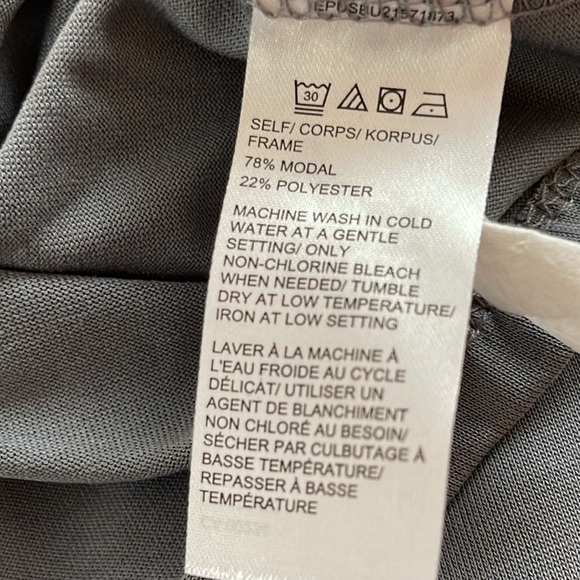 EPUSBU21571873
30
SELF/ CORPS/ KORPUS/
FRAME
78% MODAL
22% POLYESTER
MACHINE WASH IN COLD
WATER AT A GENTLE
SETTING/ ONLY
NON-CHLORINE BLEACH
WHEN NEEDED/ TUMBLE
DRY AT LOW TEMPERATURE/
IRON AT LOW SETTING
LAVER À LA MACHINE À
L'EAU FROIDE AU CYCLE
DÉLICAT/ UTILISER UN
AGENT DE BLANCHIMENT
NON CHLORÉ AU BESOIN/
SÉCHER PAR CULBUTAGE À
BASSE TEMPÉRATURE/
REPASSER À BASSE
TEMPÉRATURE